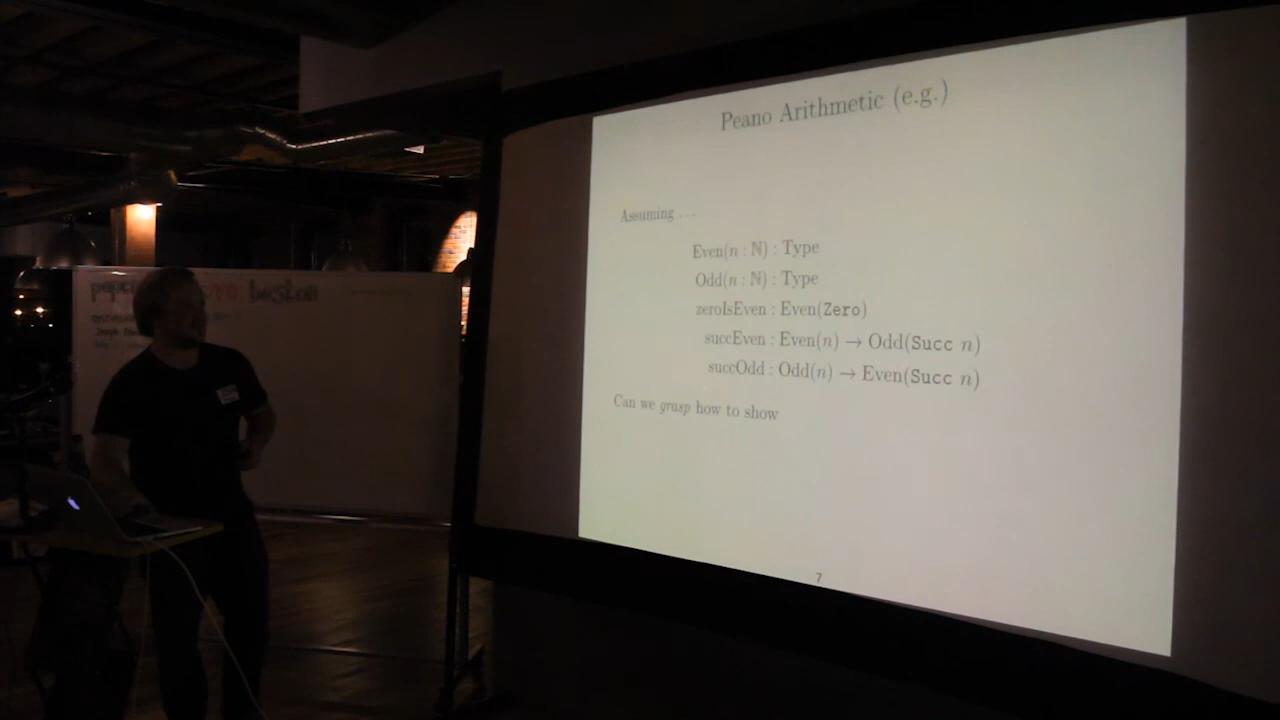 Peano Arithmetic (e.g.)
Assuming . . .
Even(n : ℕ) : Type
Odd(n : ℕ) : Type
zeroIsEven : Even(Zero)
succEven : Even(n) → Odd(Succ n)
succOdd : Odd(n) → Even(Succ n)
Can we grasp how to show
7
boston